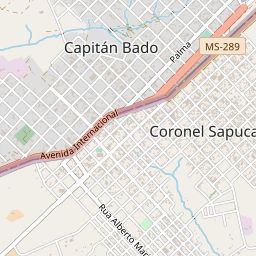 Capitán Bado
Palma
MS-289
Avenida Internacional
Coronel Sapuca
Rua Alberto Mar